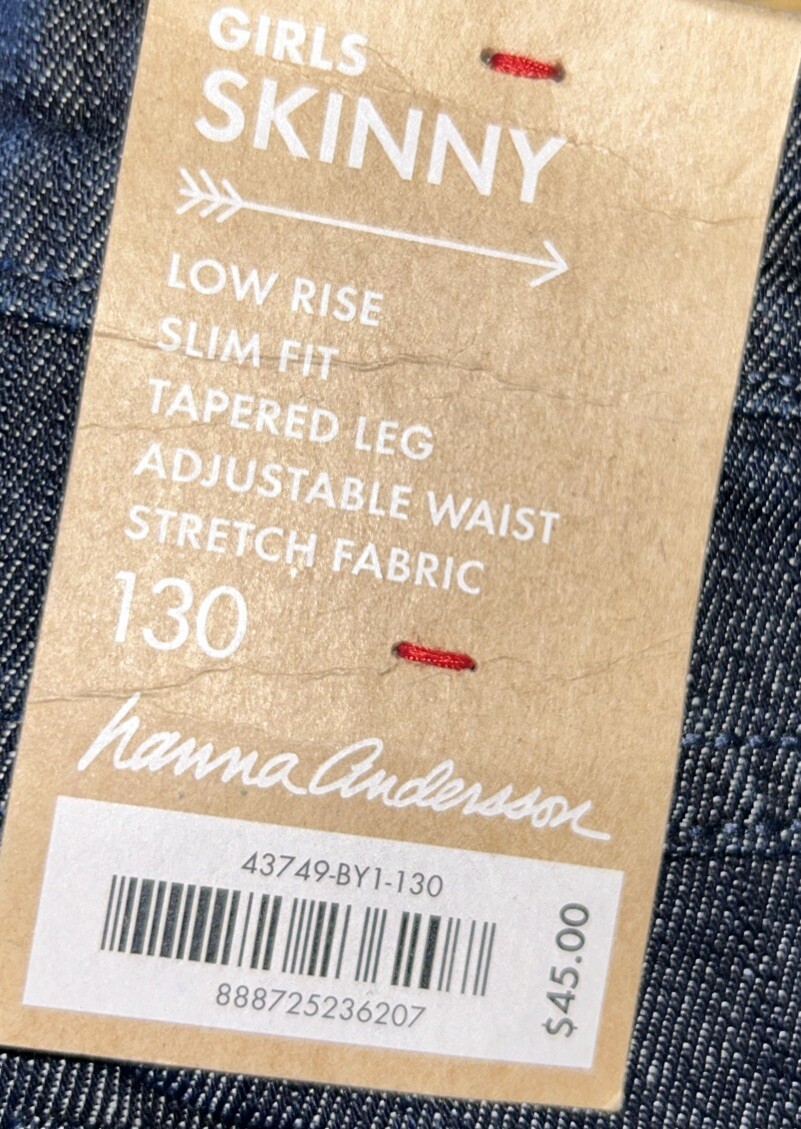 GIRLS
SKINNY
LOW RISE
SLIM FIT
TAPERED LEG
ADJUSTABLE WAIST
STRETCH FABRIC
130
hanna Andersson
43749-BY1-130
888725236207
$45.00